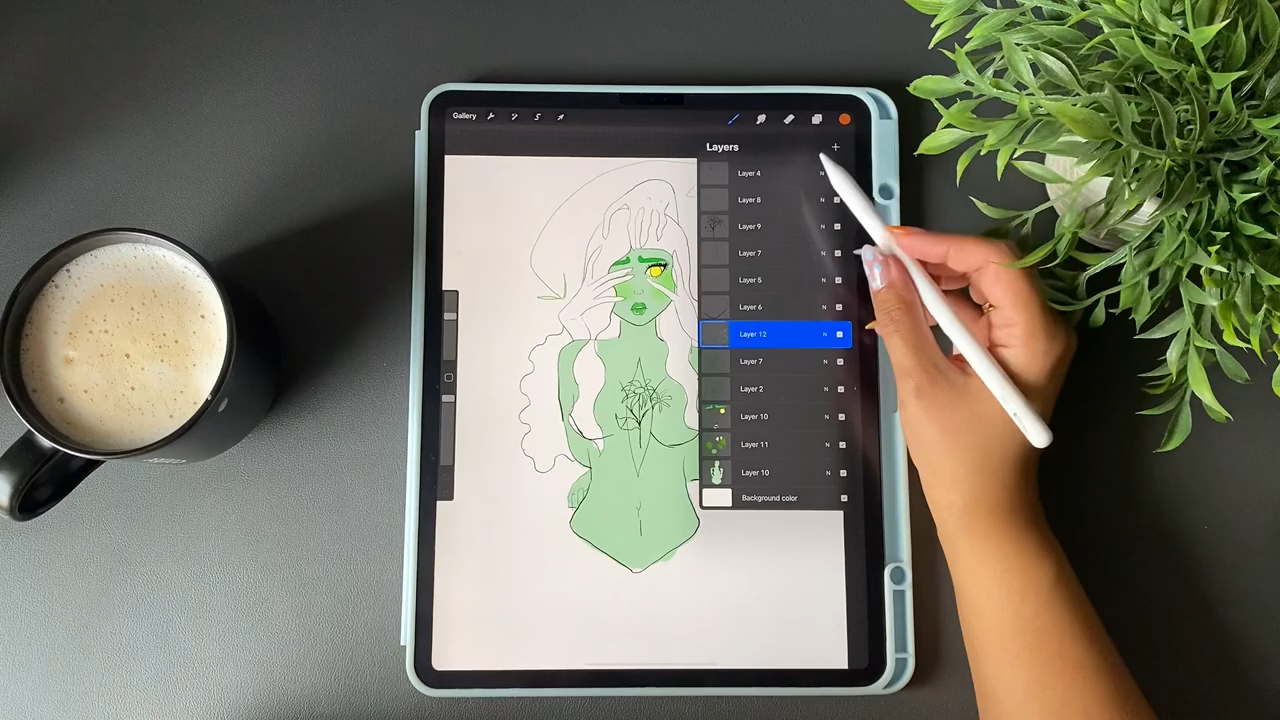 Gallery
Layers
Layer 4 N
Layer 8 N
Layer 9 N
Layer 7 N
Layer 5 N
Layer 6 N
Layer 12 N
Layer 7 N
Layer 2 N
Layer 10 N
Layer 11 N
Layer 10 N
Background color